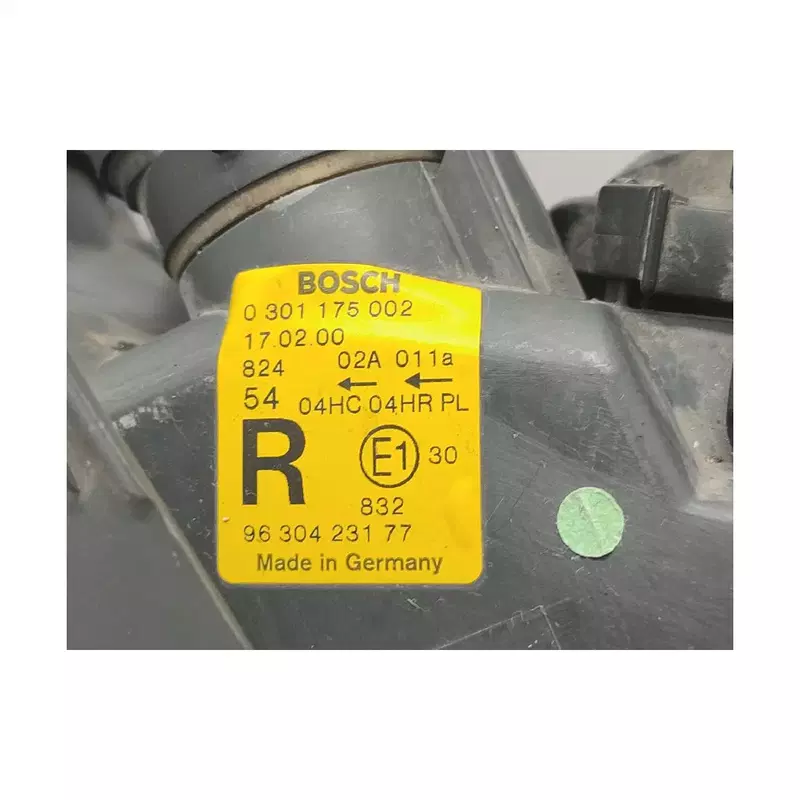 BOSCH
0 301 175 002
17.02.00
824 02A 011a
54 ← ←
04HC 04HR PL
R E1 30
832
96 304 231 77
Made in Germany